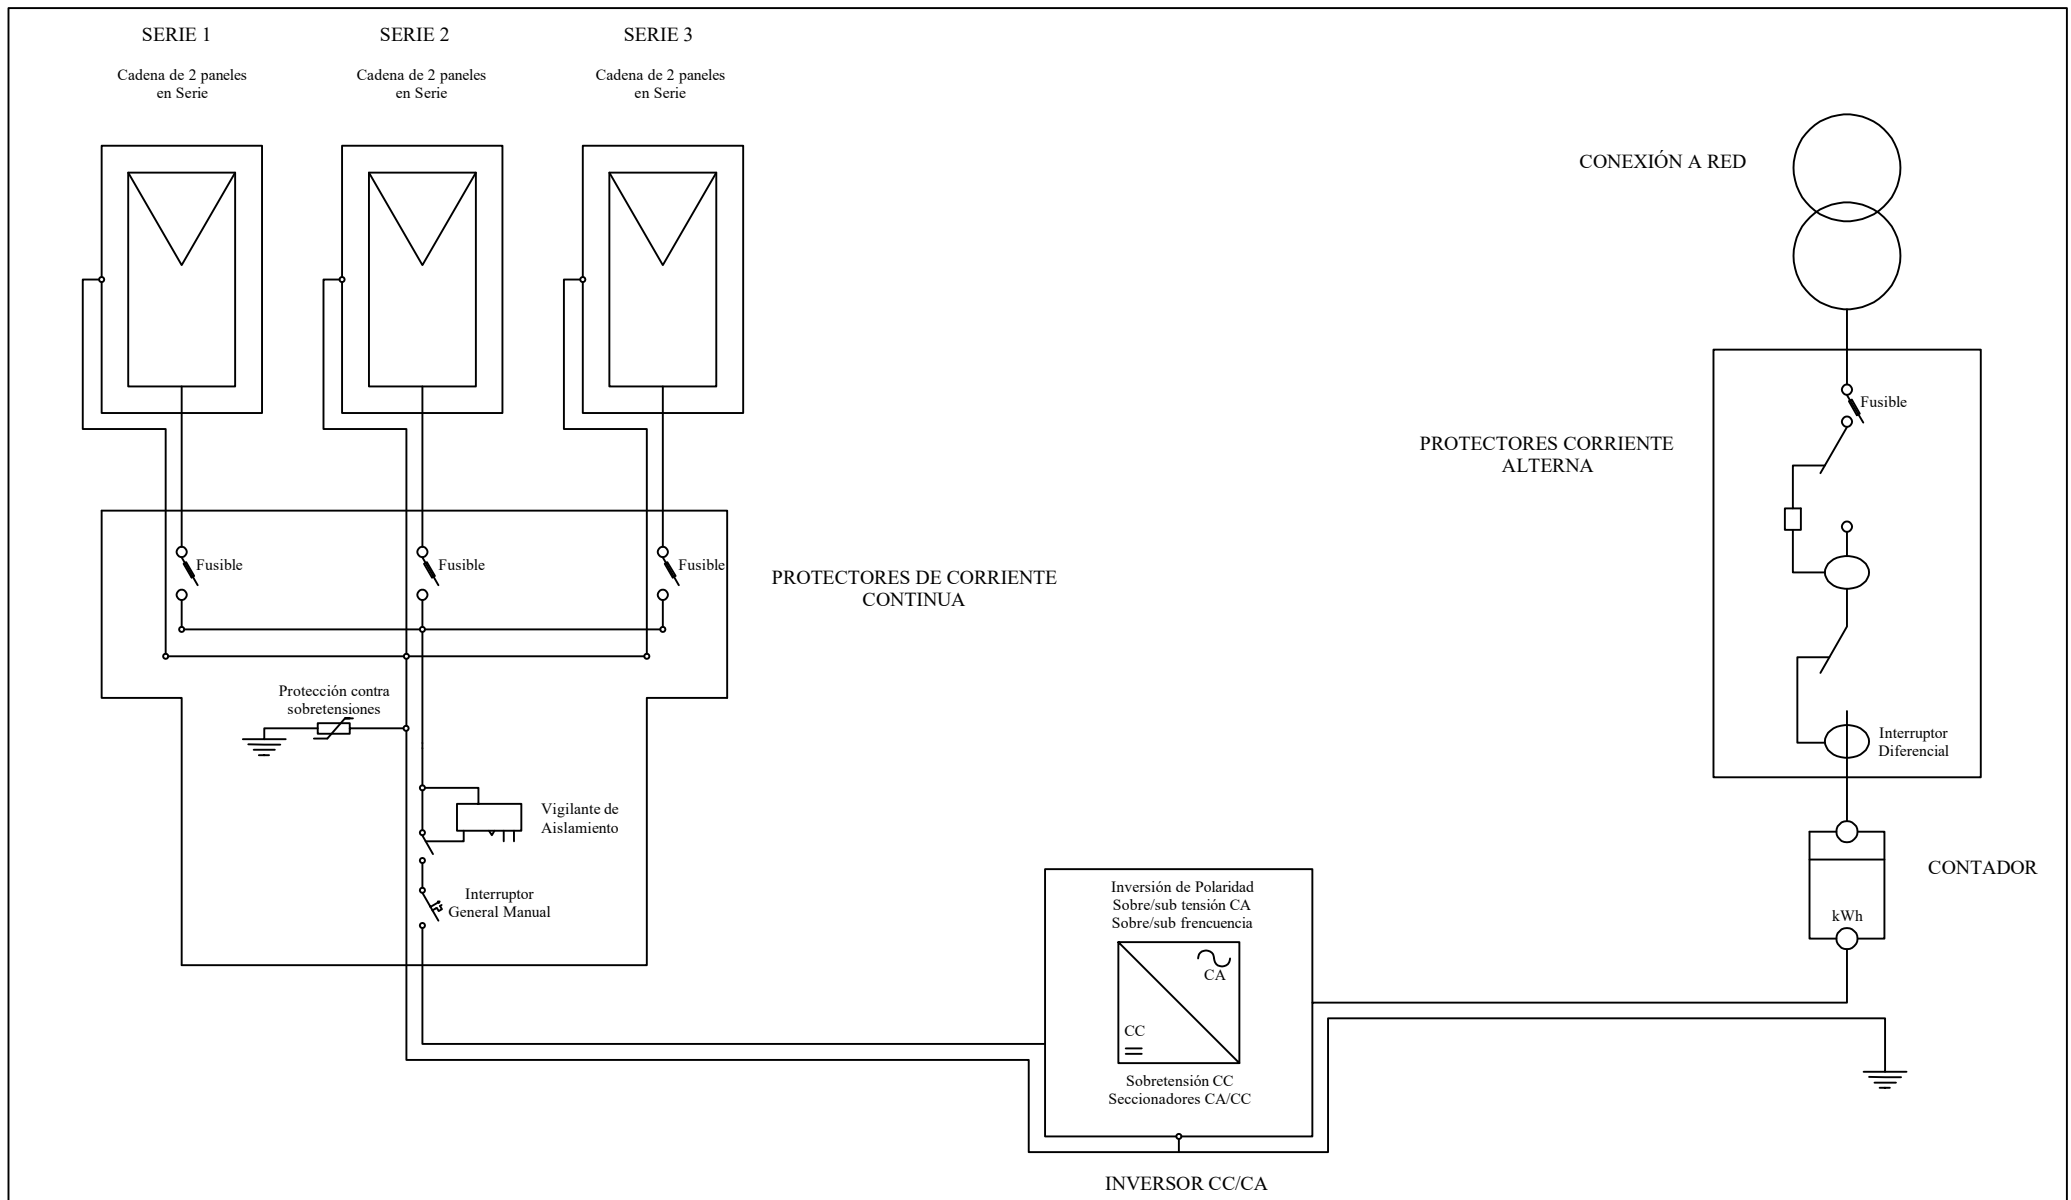 SERIE 1
SERIE 2
SERIE 3
Cadena de 2 paneles
en Serie
Cadena de 2 paneles
en Serie
Cadena de 2 paneles
en Serie
CONEXIÓN A RED
Fusible
PROTECTORES CORRIENTE
ALTERNA
Fusible
Fusible
Fusible
PROTECTORES DE CORRIENTE
CONTINUA
Protección contra
sobretensiones
Interruptor
Diferencial
Vigilante de
Aislamiento
Interruptor
General Manual
CONTADOR
kWh
Inversión de Polaridad
Sobre/sub tensión CA
Sobre/sub frencuencia
CA
CC
Sobretensión CC
Seccionadores CA/CC
INVERSOR CC/CA